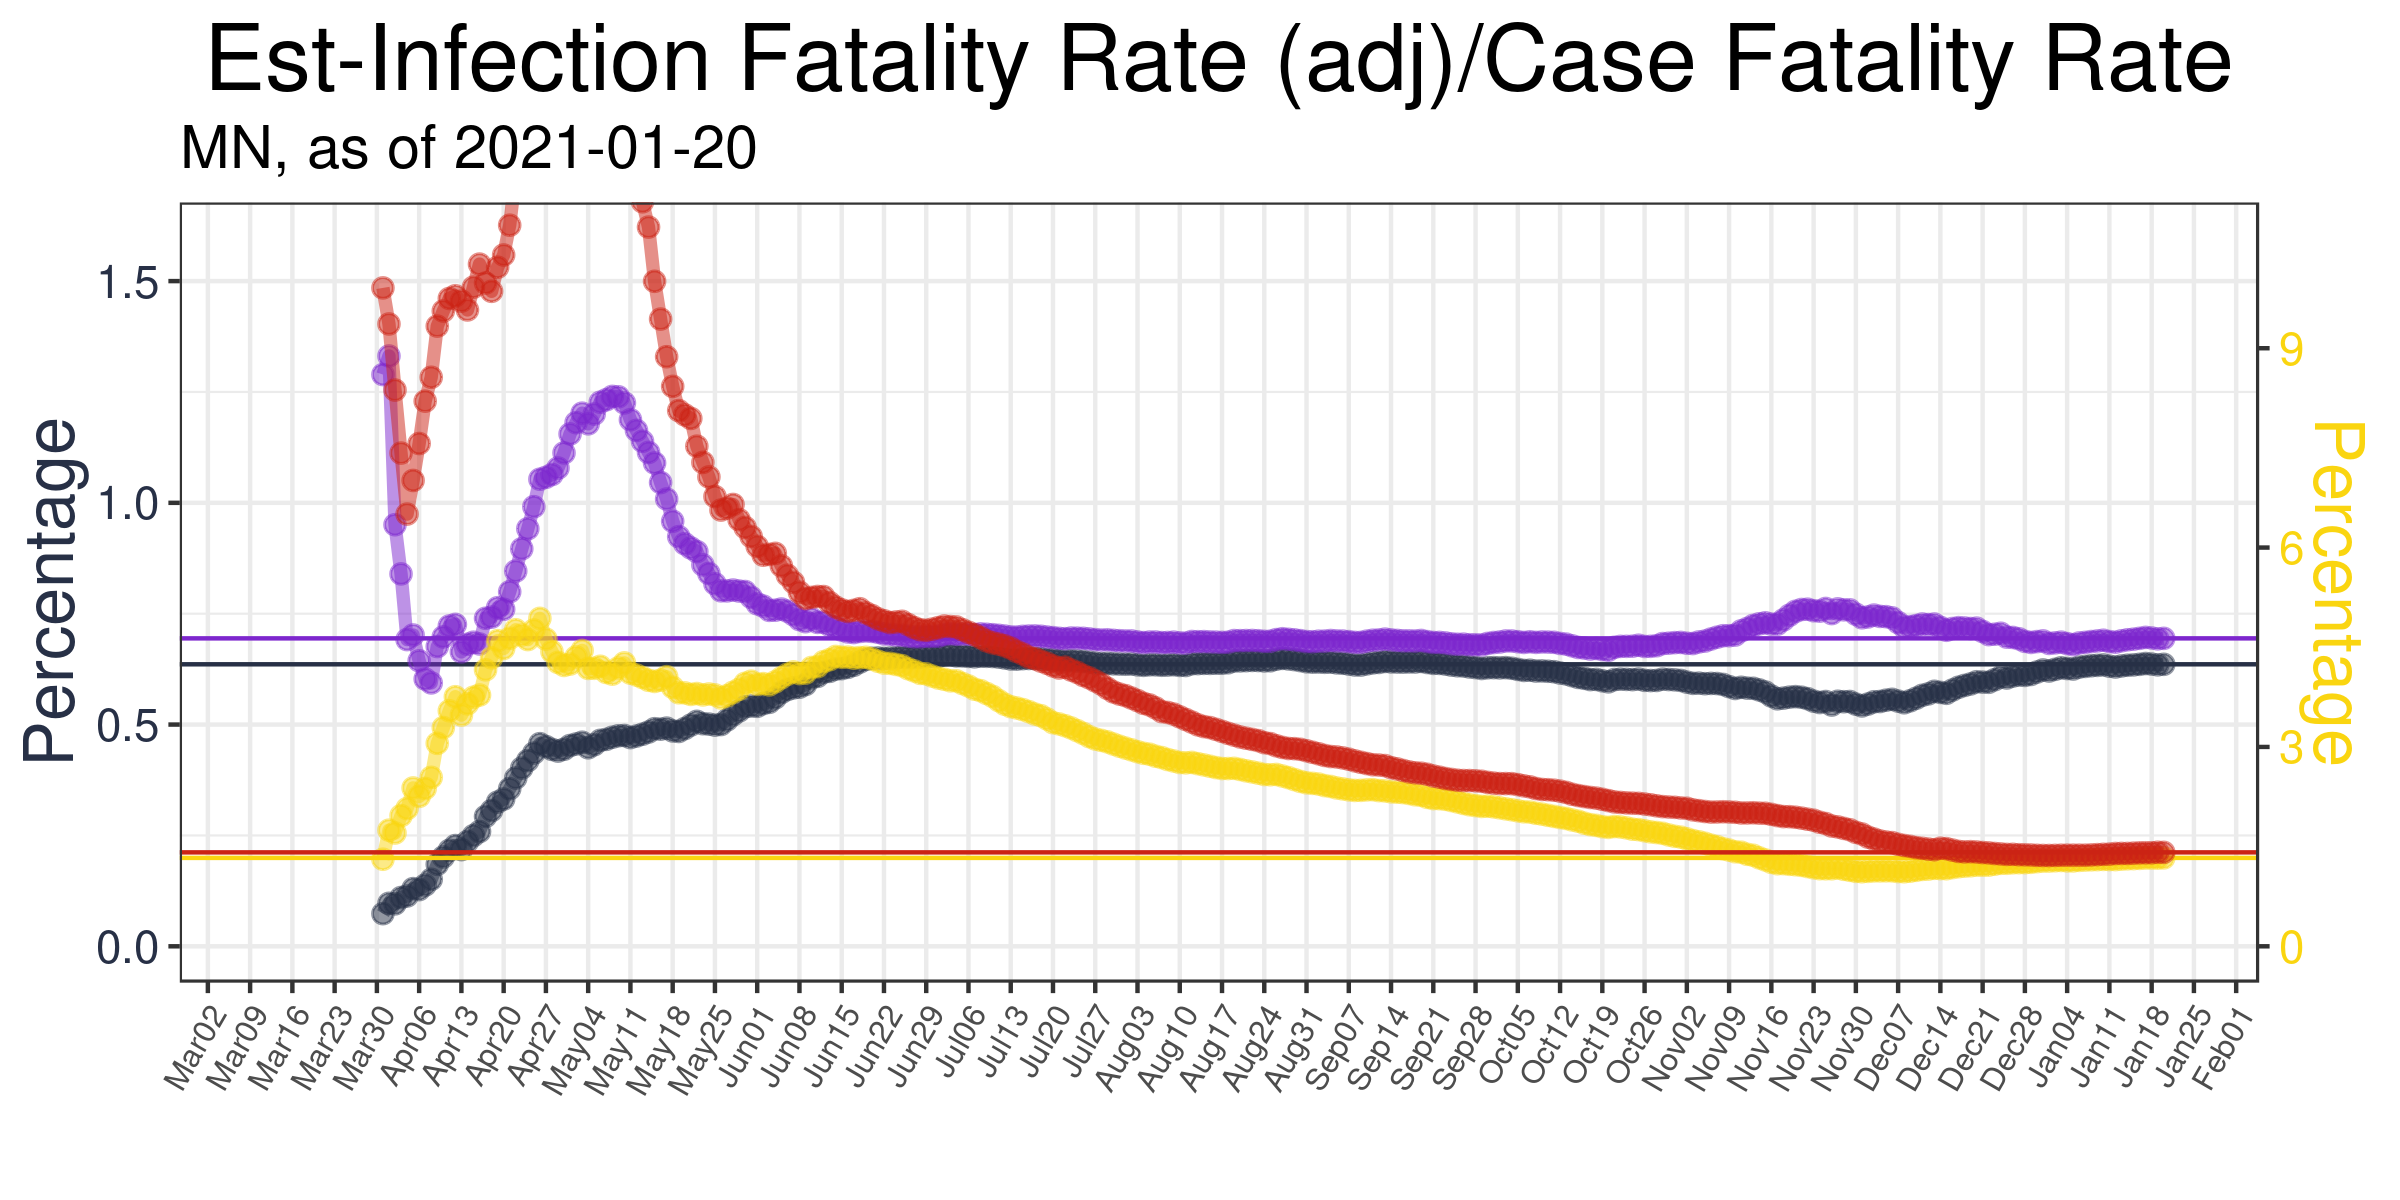 Est-Infection Fatality Rate (adj)/Case Fatality Rate
MN, as of 2021-01-20
Percentage
1.5
1.0
0.5
0.0
9
6
3
0
Percentage
Mar02
Mar09
Mar16
Mar23
Mar30
Apr06
Apr13
Apr20
Apr27
May04
May11
May18
May25
Jun01
Jun08
Jun15
Jun22
Jun29
Jul06
Jul13
Jul20
Jul27
Aug03
Aug10
Aug17
Aug24
Aug31
Sep07
Sep14
Sep21
Sep28
Oct05
Oct12
Oct19
Oct26
Nov02
Nov09
Nov16
Nov23
Nov30
Dec07
Dec14
Dec21
Dec28
Jan04
Jan11
Jan18
Jan25
Feb01